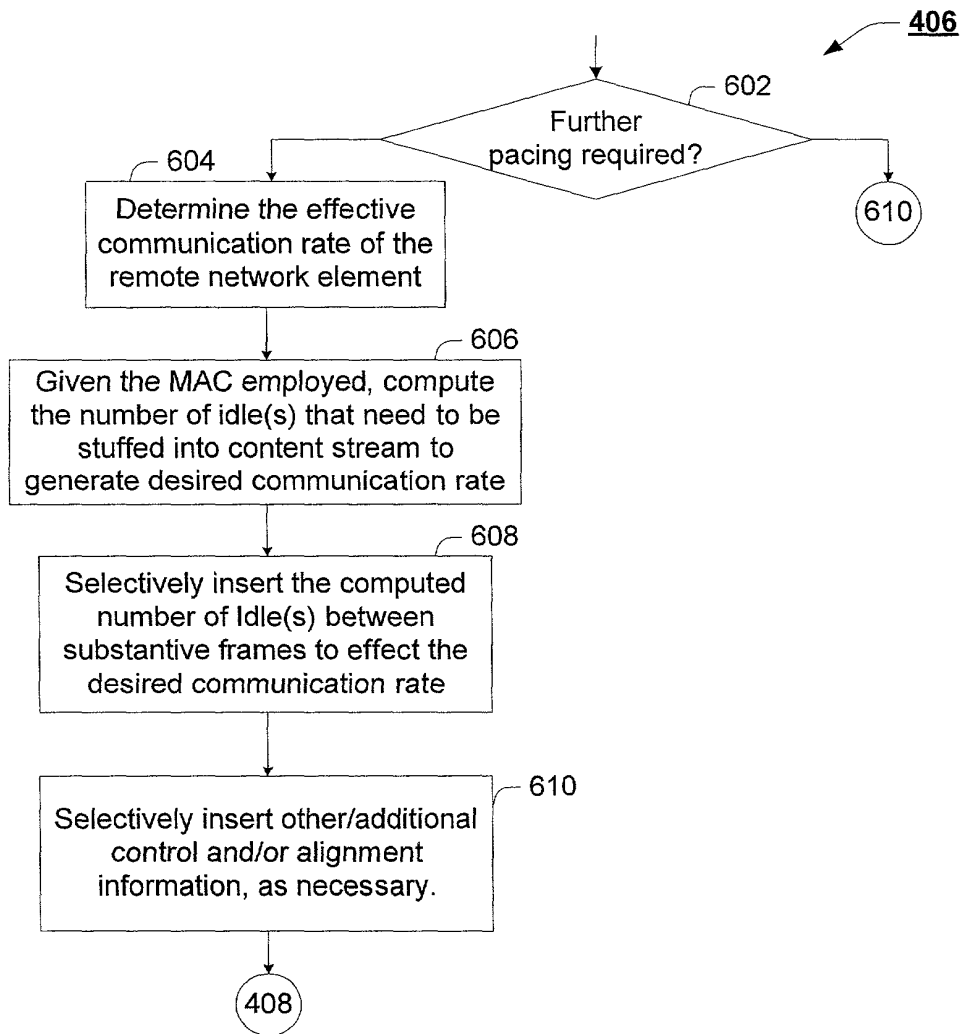 406
602
Further
pacing required?
604
610
Determine the effective
communication rate of the
remote network element
606
Given the MAC employed, compute
the number of idle(s) that need to be
stuffed into content stream to
generate desired communication rate
608
Selectively insert the computed
number of Idle(s) between
substantive frames to effect the
desired communication rate
610
Selectively insert other/additional
control and/or alignment
information, as necessary.
408